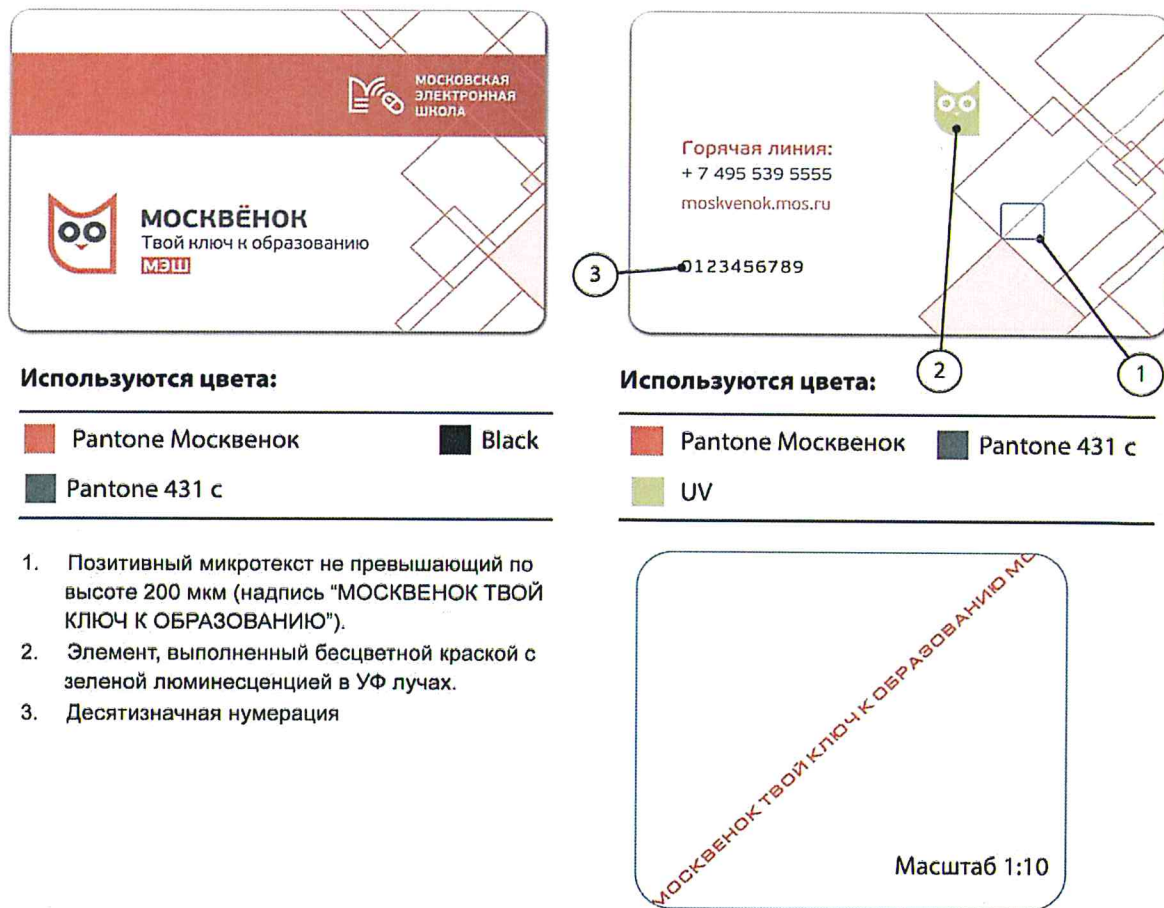 МОСКОВСКАЯ
ЭЛЕКТРОННАЯ
ШКОЛА
МОСКВЁНОК
Твой ключ к образованию
МЭШ
Горячая линия:
+ 7 495 539 5555
moskvenok.mos.ru
0123456789
3
2
1
Используются цвета:
Pantone Москвенок
Black
Pantone 431 c
Используются цвета:
Pantone Москвенок
Pantone 431 c
UV
1. Позитивный микротекст не превышающий по
высоте 200 мкм (надпись "МОСКВЕНОК ТВОЙ
КЛЮЧ К ОБРАЗОВАНИЮ").
2. Элемент, выполненный бесцветной краской с
зеленой люминесценцией в УФ лучах.
3. Десятизначная нумерация
МОСКВЕНОК ТВОЙ КЛЮЧ К ОБРАЗОВАНИЮ МО
Масштаб 1:10